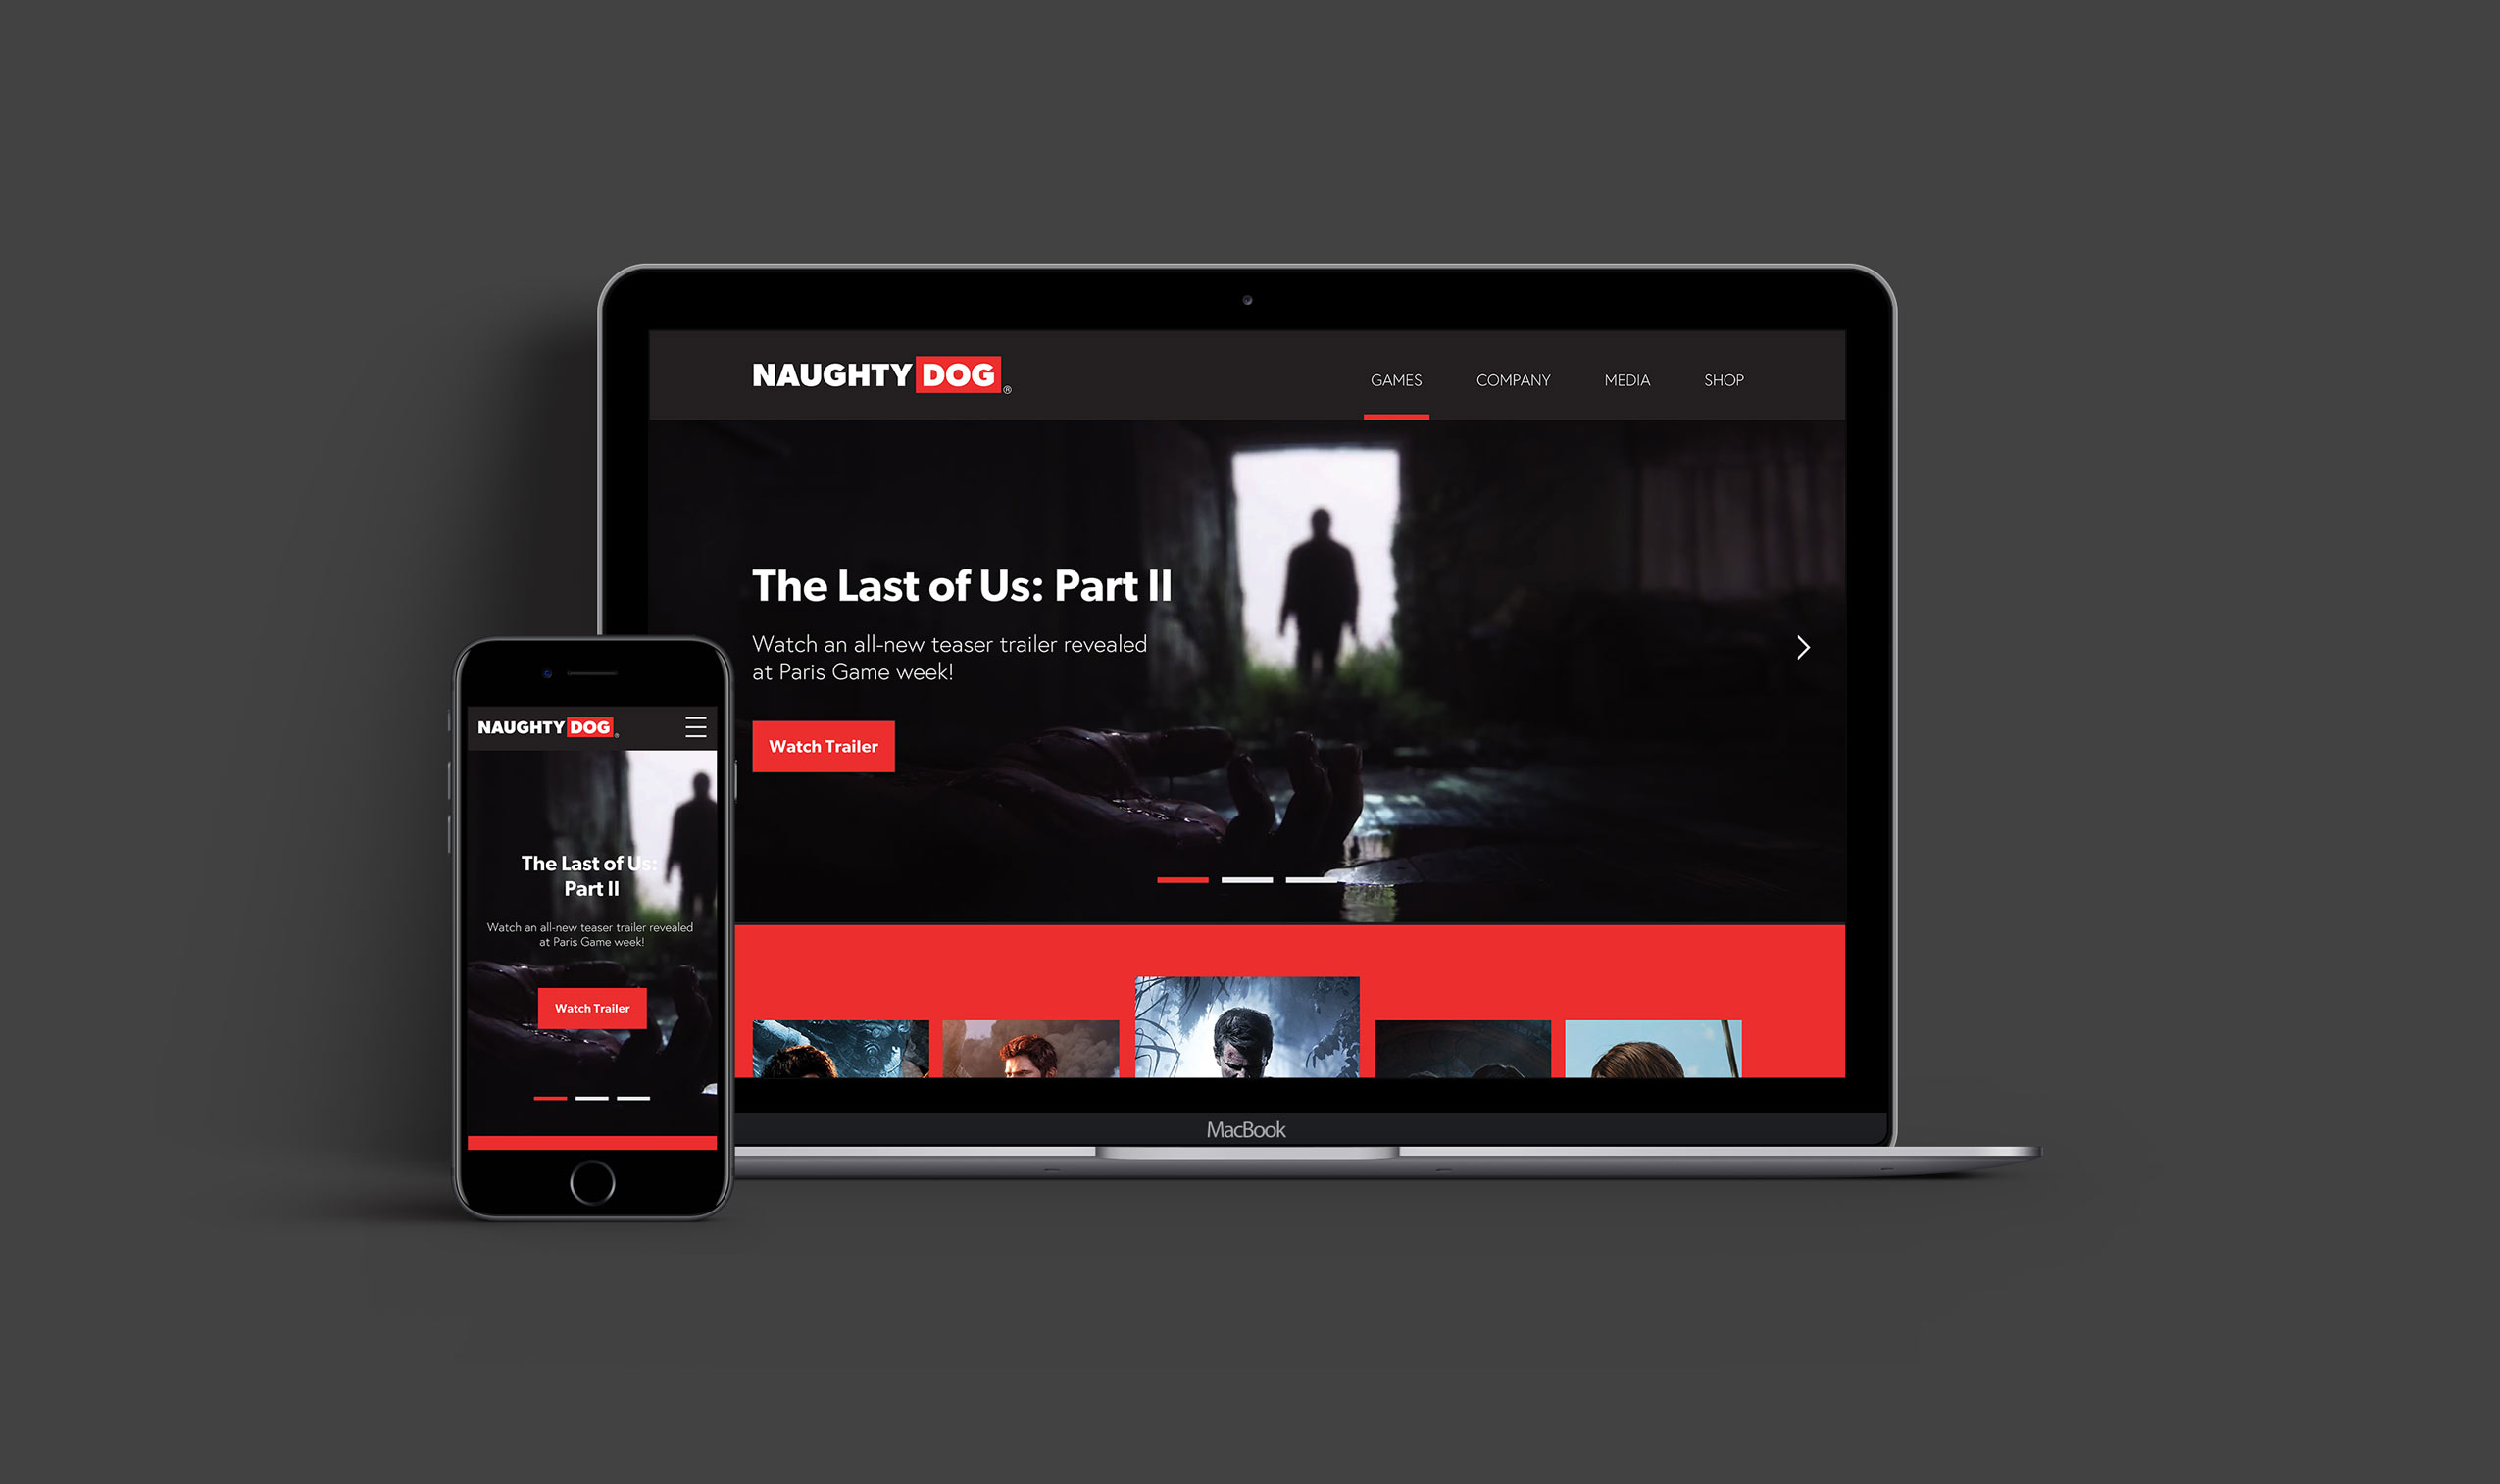 NAUGHTY DOG ®
GAMES COMPANY MEDIA SHOP
The Last of Us: Part II
Watch an all-new teaser trailer revealed
at Paris Game week!
Watch Trailer
MacBook
NAUGHTY DOG ®
The Last of Us:
Part II
Watch an all-new teaser trailer revealed
at Paris Game week!
Watch Trailer